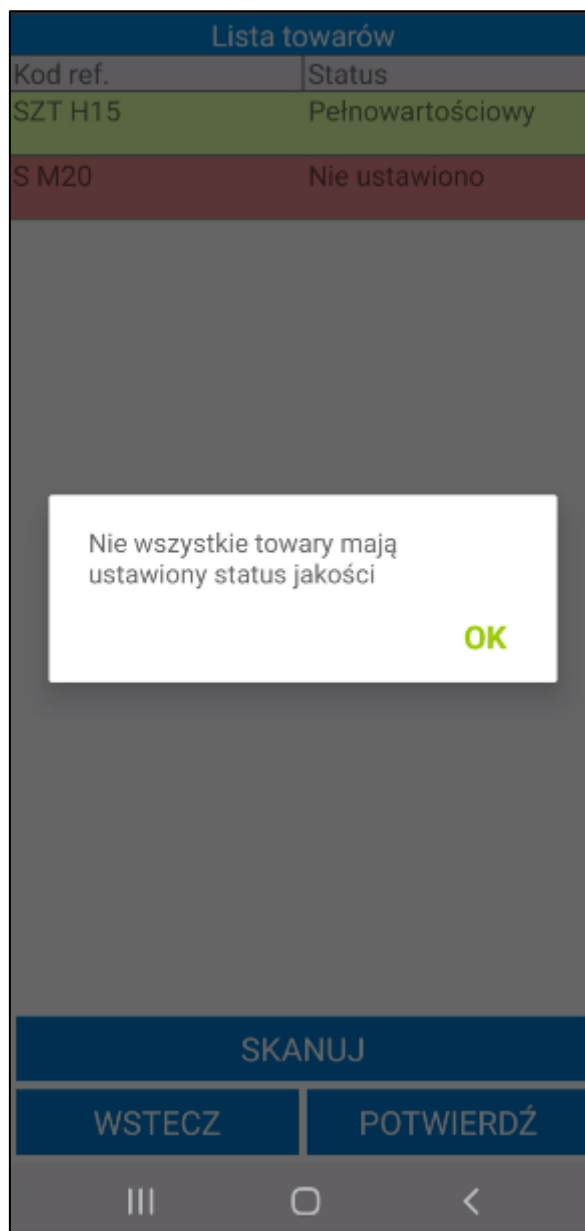 Lista towarów
Kod ref. Status
SZT H15 Pełnowartościowy
S M20 Nie ustawiono
Nie wszystkie towary mają
ustawiony status jakości
OK
SKANUJ
WSTECZ POTWIERDŹ